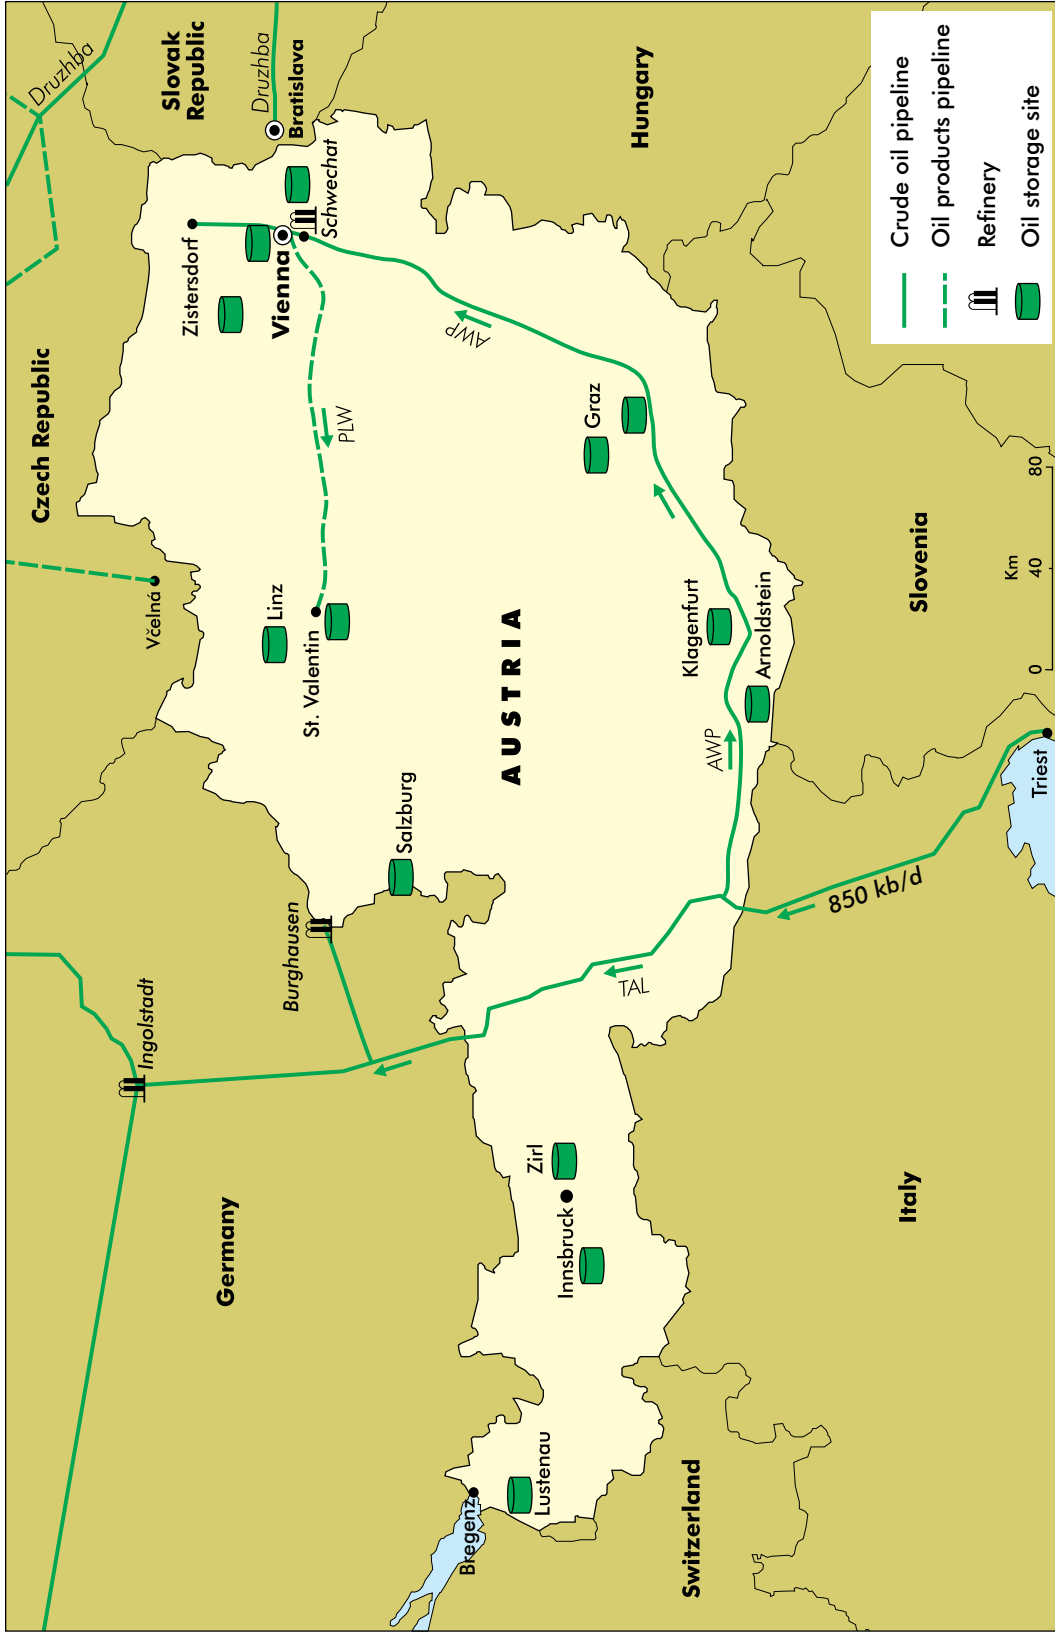 Druzhba
Slovak
Republic
Druzhba
Bratislava
Czech Republic
Včelná
Zistersdorf
Vienna
Schwechat
Hungary
PLW
AWP
Linz
St. Valentin
AUSTRIA
Graz
Salzburg
Klagenfurt
Arnoldstein
AWP
Slovenia
Burghausen
Ingolstadt
TAL
850 kb/d
Triest
Germany
Zirl
Innsbruck
Italy
Bregenz
Lustenau
Switzerland
Km
0 40 80
Crude oil pipeline
Oil products pipeline
Refinery
Oil storage site